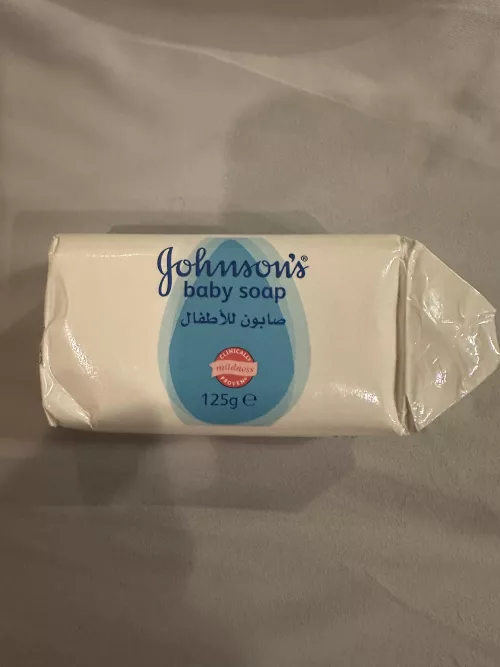 Johnson's®
baby soap
صابون للأطفال
CLINICALLY
mildness
PROVEN
125g ℮